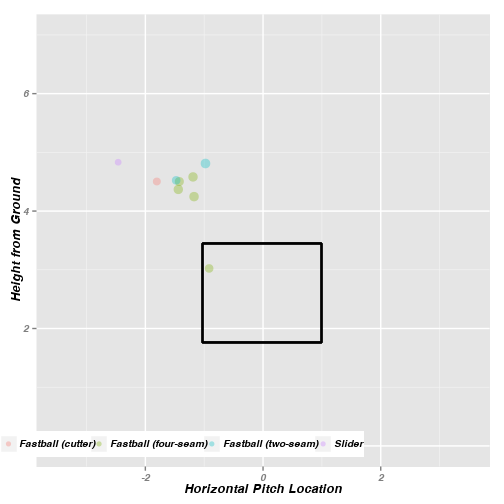 6
4
2
Height from Ground
Fastball (cutter) Fastball (four-seam) Fastball (two-seam) Slider
-2 0 2
Horizontal Pitch Location